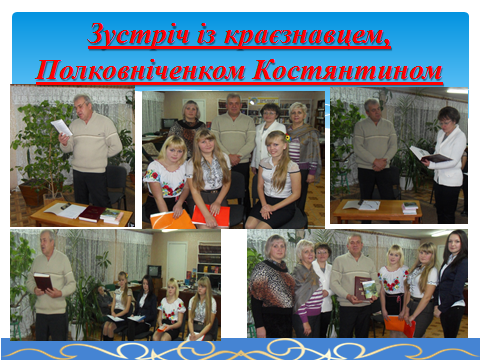 Зустріч із краєзнавцем,
Полковніченком Костянтином